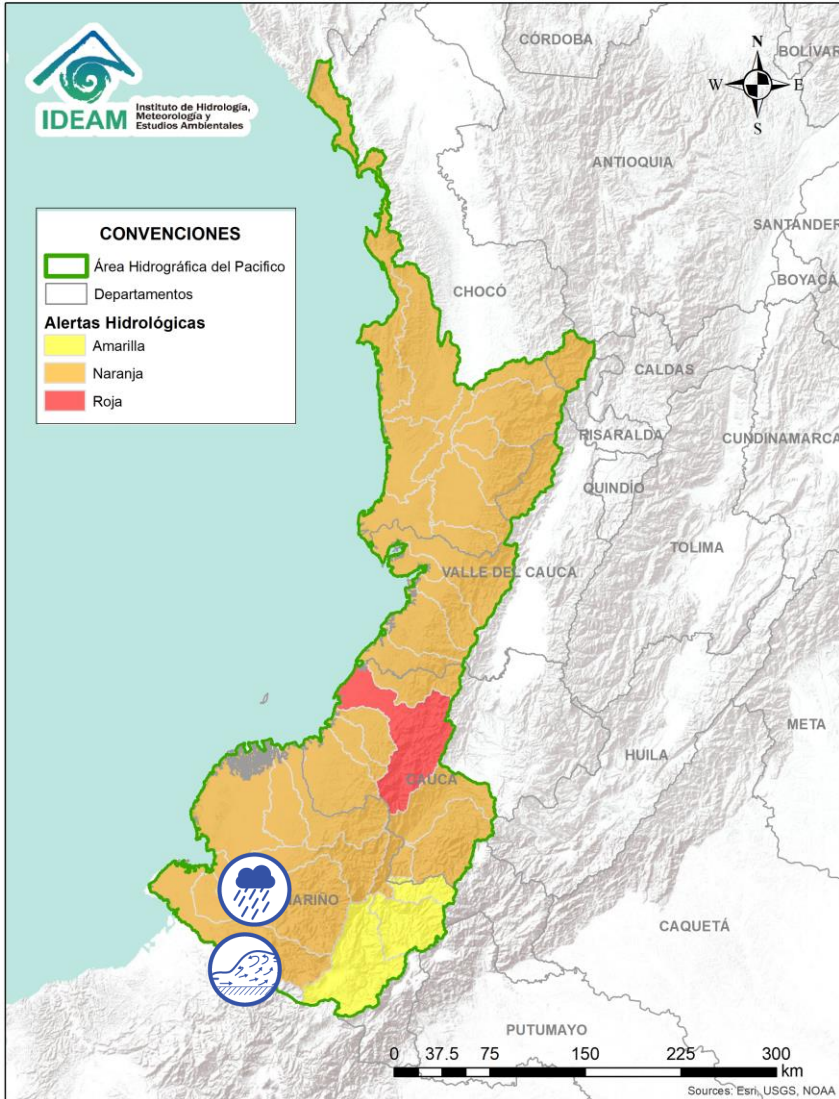 CÓRDOBA
BOLÍVAR
N
W
E
S
IDEAM
Instituto de Hidrología,
Meteorología y
Estudios Ambientales
ANTIOQUIA
SANTANDER
CONVENCIONES
Área Hidrográfica del Pacifico
Departamentos
Alertas Hidrológicas
Amarilla
Naranja
Roja
BOYACÁ
CHOCÓ
CALDAS
RISARALDA
CUNDINAMARCA
QUINDÍO
TOLIMA
VALLE DEL CAUCA
META
HUILA
CAUCA
ARIÑO
CAQUETÁ
PUTUMAYO
0 37.5 75 150 225 300
km
Sources: Esri, USGS, NOAA